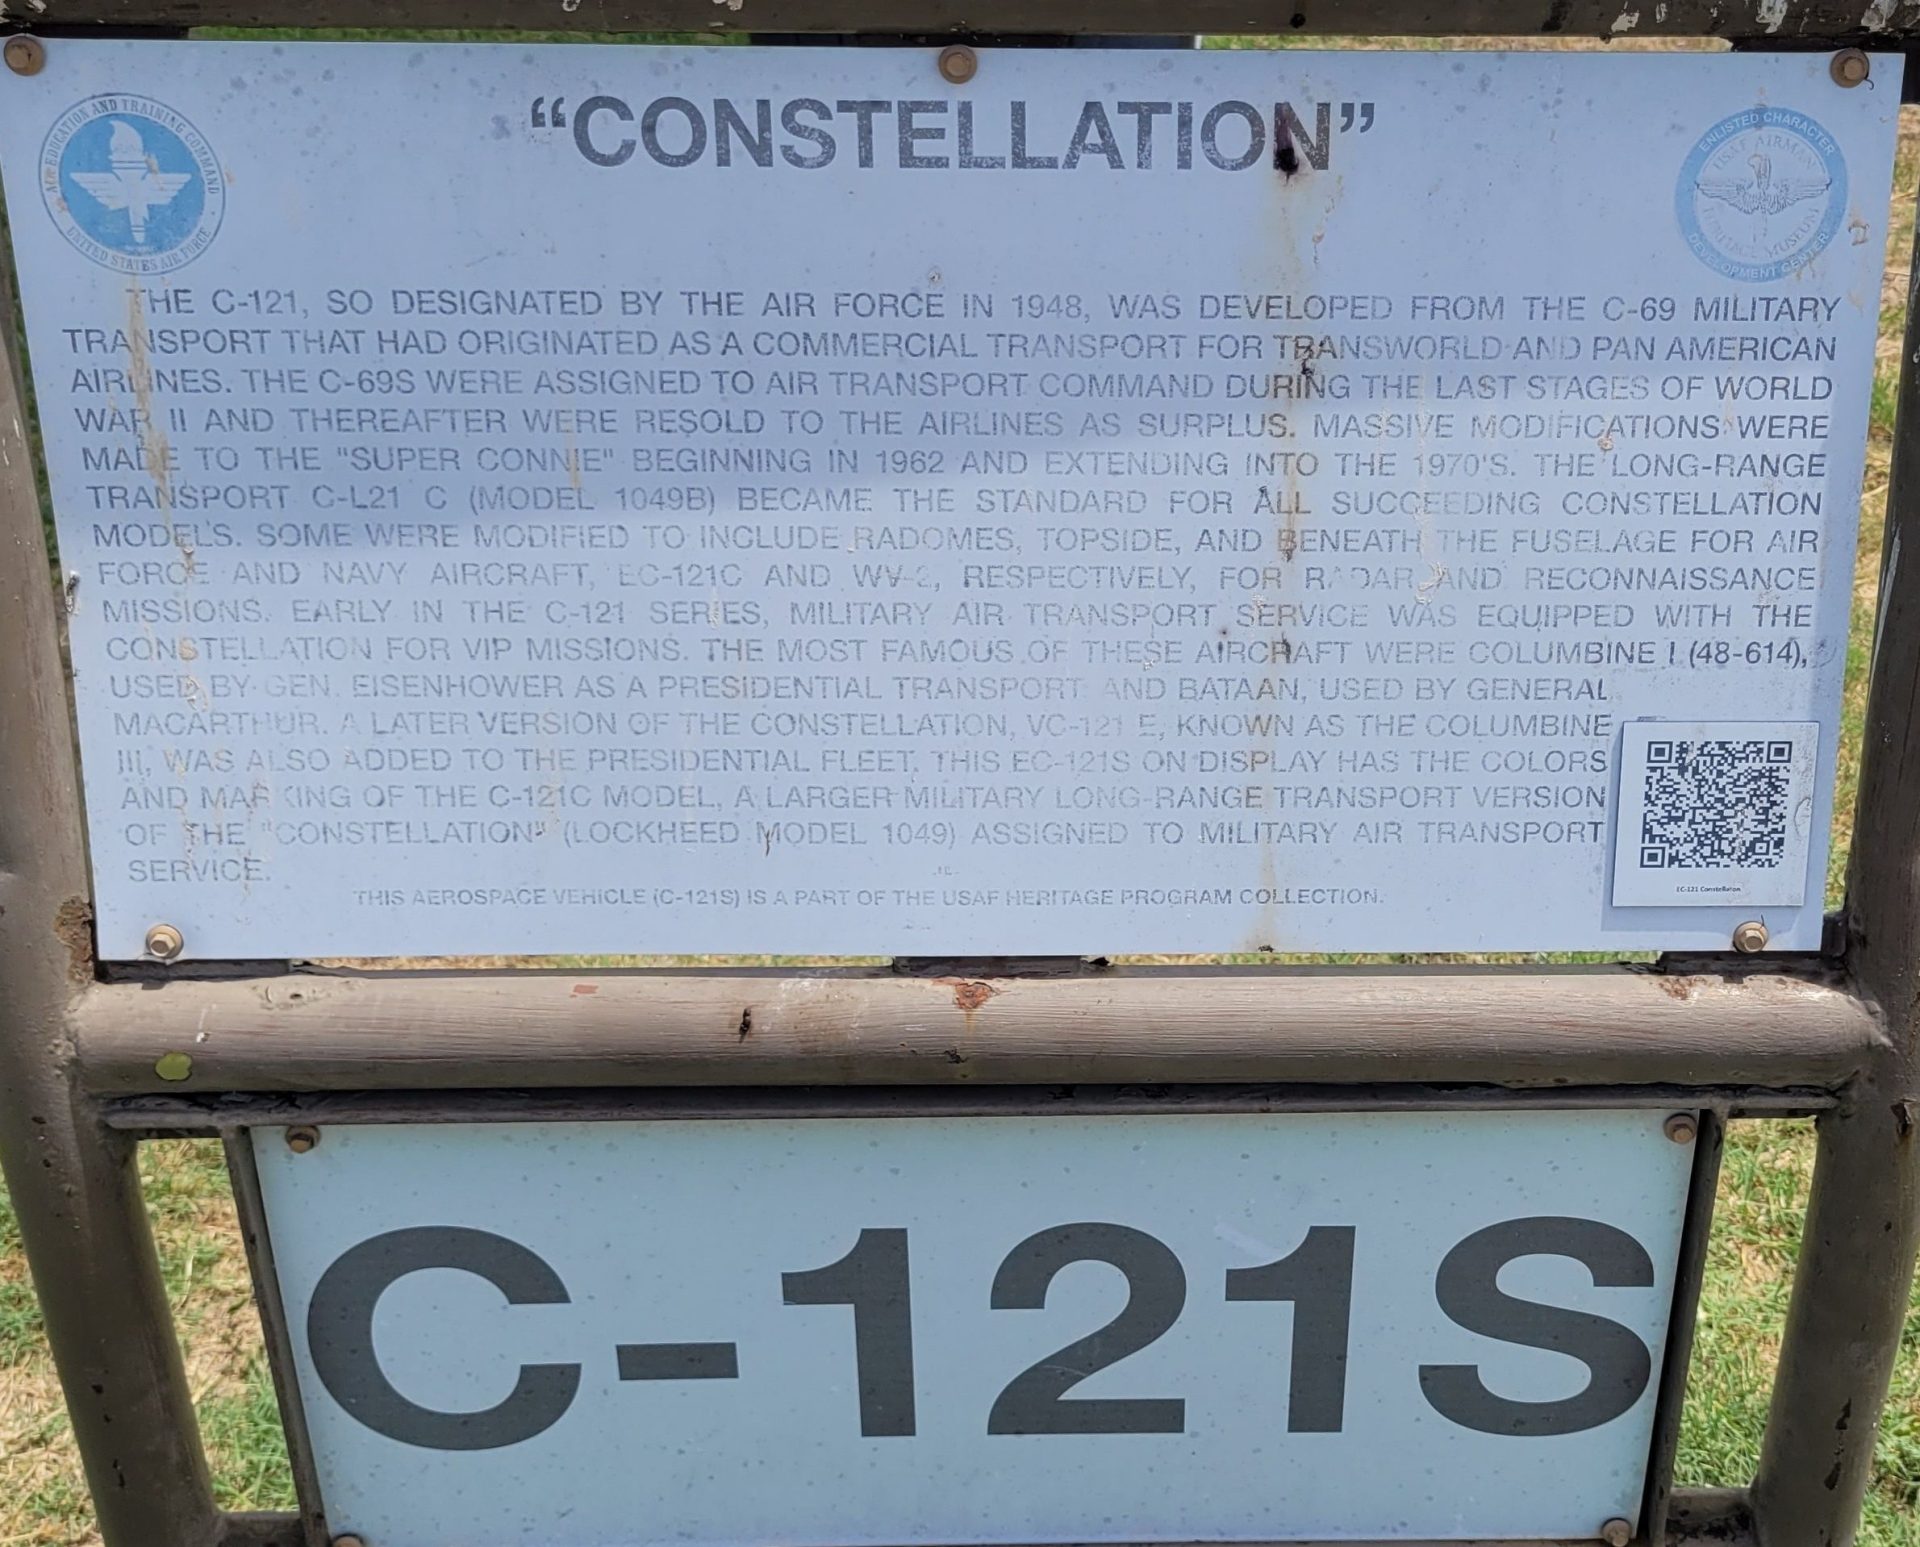 "CONSTELLATION"
AIR EDUCATION AND TRAINING COMMAND
UNITED STATES AIR FORCE
ENLISTED CHARACTER
USAF AIRMAN
HERITAGE MUSEUM
DEVELOPMENT CENTER
THE C-121, SO DESIGNATED BY THE AIR FORCE IN 1948, WAS DEVELOPED FROM THE C-69 MILITARY
TRANSPORT THAT HAD ORIGINATED AS A COMMERCIAL TRANSPORT FOR TRANSWORLD AND PAN AMERICAN
AIRLINES. THE C-69S WERE ASSIGNED TO AIR TRANSPORT COMMAND DURING THE LAST STAGES OF WORLD
WAR II AND THEREAFTER WERE RESOLD TO THE AIRLINES AS SURPLUS. MASSIVE MODIFICATIONS WERE
MADE TO THE "SUPER CONNIE" BEGINNING IN 1962 AND EXTENDING INTO THE 1970'S. THE LONG-RANGE
TRANSPORT C-L21 C (MODEL 1049B) BECAME THE STANDARD FOR ALL SUCCEEDING CONSTELLATION
MODELS. SOME WERE MODIFIED TO INCLUDE RADOMES, TOPSIDE, AND BENEATH THE FUSELAGE FOR AIR
FORCE AND NAVY AIRCRAFT, EC-121C AND WV-2, RESPECTIVELY, FOR RADAR AND RECONNAISSANCE
MISSIONS. EARLY IN THE C-121 SERIES, MILITARY AIR TRANSPORT SERVICE WAS EQUIPPED WITH THE
CONSTELLATION FOR VIP MISSIONS. THE MOST FAMOUS OF THESE AIRCRAFT WERE COLUMBINE I (48-614),
USED BY GEN. EISENHOWER AS A PRESIDENTIAL TRANSPORT AND BATAAN, USED BY GENERAL
MACARTHUR. A LATER VERSION OF THE CONSTELLATION, VC-121 E, KNOWN AS THE COLUMBINE
III, WAS ALSO ADDED TO THE PRESIDENTIAL FLEET. THIS EC-121S ON DISPLAY HAS THE COLORS
AND MARKING OF THE C-121C MODEL, A LARGER MILITARY LONG-RANGE TRANSPORT VERSION
OF THE "CONSTELLATION" (LOCKHEED MODEL 1049) ASSIGNED TO MILITARY AIR TRANSPORT
SERVICE.
THIS AEROSPACE VEHICLE (C-121S) IS A PART OF THE USAF HERITAGE PROGRAM COLLECTION.
EC-121 Constellation
C-121S